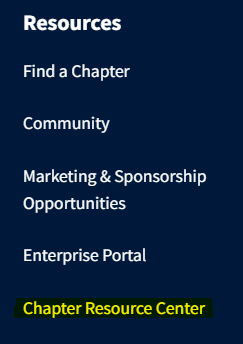 Resources
Find a Chapter
Community
Marketing & Sponsorship
Opportunities
Enterprise Portal
Chapter Resource Center